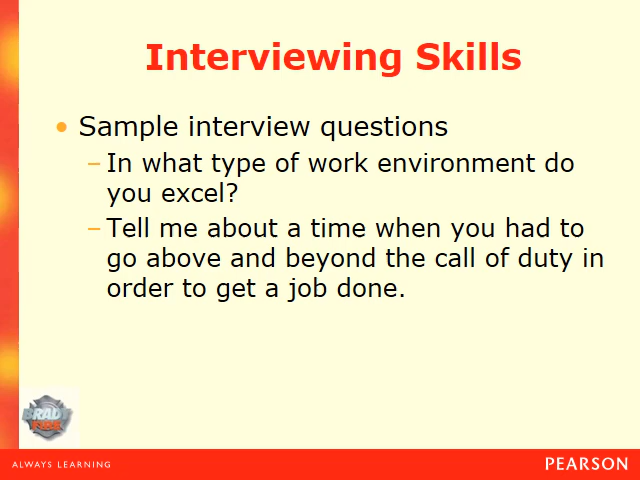 Interviewing Skills
• Sample interview questions
– In what type of work environment do
you excel?
– Tell me about a time when you had to
go above and beyond the call of duty in
order to get a job done.
BRADY
FIRE
ALWAYS LEARNING
PEARSON